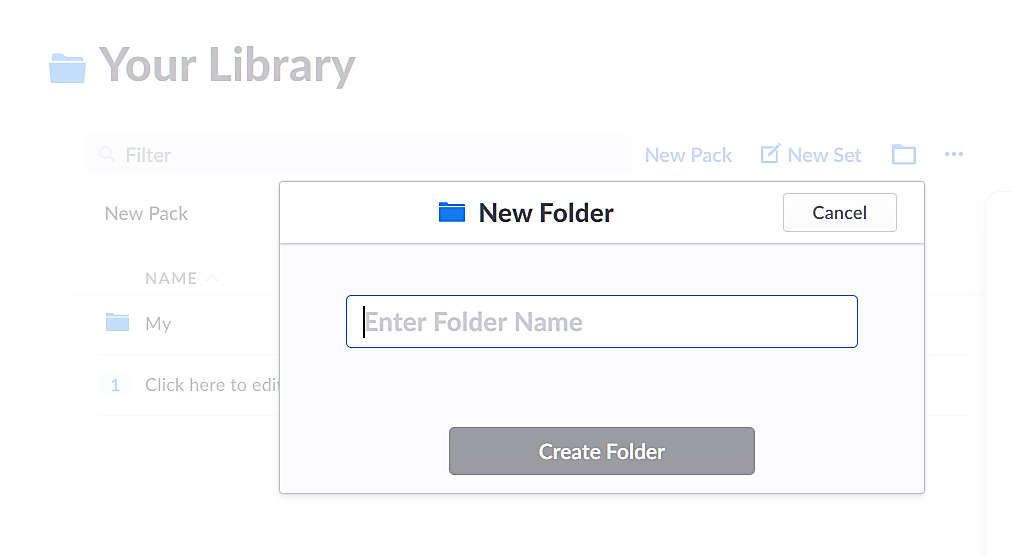 Your Library
Filter
New Pack
New Set
New Pack
New Folder
Cancel
NAME
Enter Folder Name
My
1
Click here to edit
Create Folder